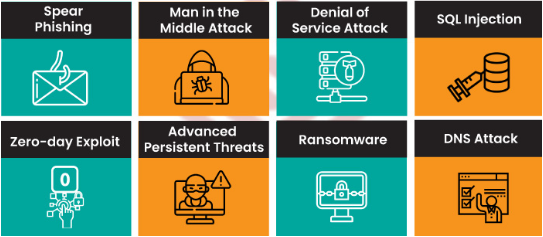 Spear
Phishing
Man in the
Middle Attack
Denial of
Service Attack
SQL Injection
Zero-day Exploit
0
Advanced
Persistent Threats
Ransomware
DNS Attack